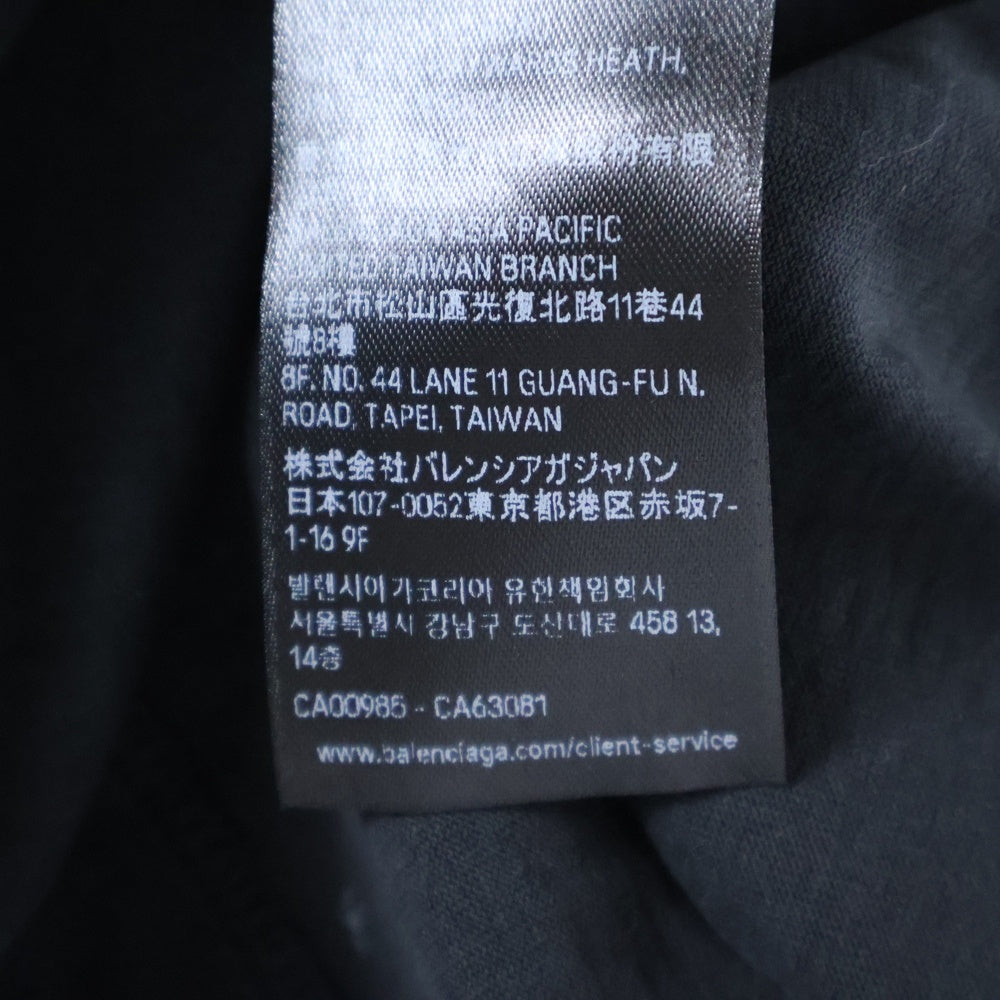 HEATH,
份有限
ASIA PACIFIC
LIMITED TAIWAN BRANCH
台北市松山區光復北路11巷44
號8樓
8F. NO. 44 LANE 11 GUANG-FU N.
ROAD, TAPEI, TAIWAN
株式会社バレンシアガジャパン
日本107-0052東京都港区赤坂7-
1-16 9F
발렌시아가코리아 유한책임회사
서울특별시 강남구 도산대로 458 13,
14층
CA00985 - CA63081
www.balenciaga.com/client-service